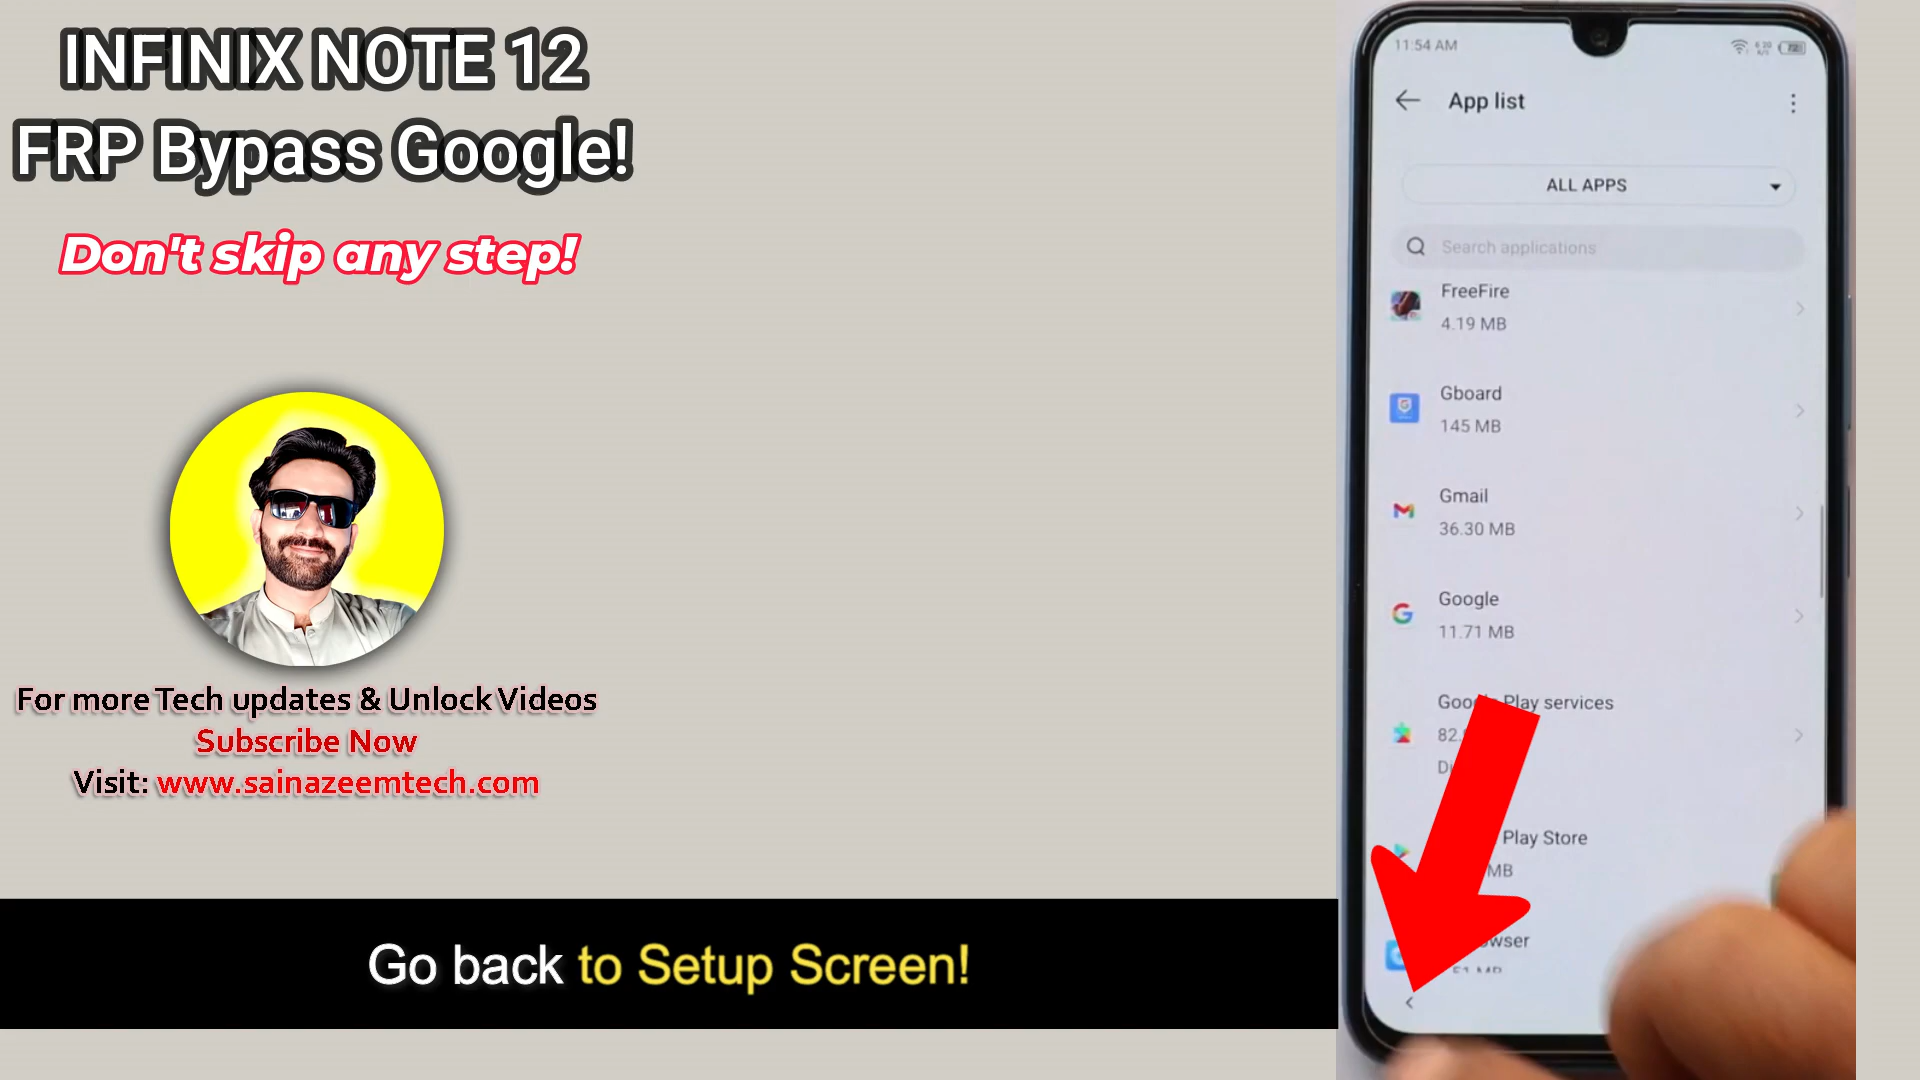 INFINIX NOTE 12
FRP Bypass Google!
Don't skip any step!
For more Tech updates & Unlock Videos
Subscribe Now
Visit: www.sainazeemtech.com
Go back to Setup Screen!
11:54 AM
App list
ALL APPS
Search applications
FreeFire
4.19 MB
Gboard
145 MB
Gmail
36.30 MB
Google
11.71 MB
Play services
Play Store
MB